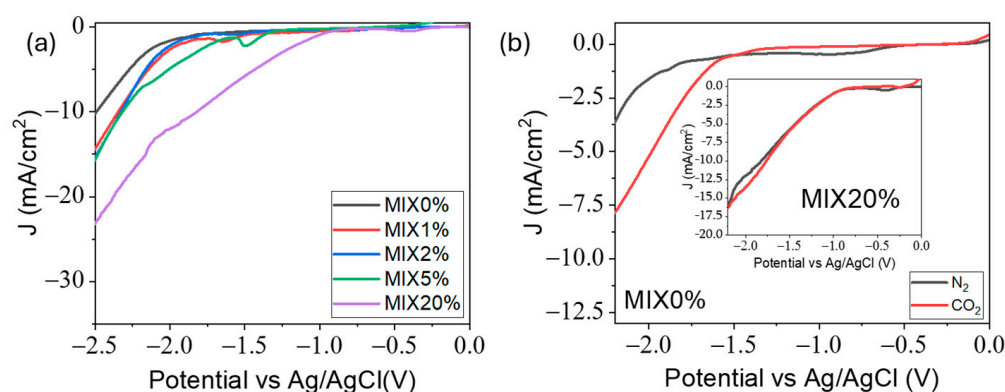 (a)
J (mA/cm²)
0
−10
−20
−30
MIX0%
MIX1%
MIX2%
MIX5%
MIX20%
−2.5 −2.0 −1.5 −1.0 −0.5 0.0
Potential vs Ag/AgCl(V)
(b)
J (mA/cm²)
0.0
−2.5
−5.0
−7.5
−10.0
−12.5
J (mA/cm²)
0.0
−2.5
−5.0
−7.5
−10.0
−12.5
−15.0
−17.5
−20.0
MIX20%
−2.0 −1.5 −1.0 −0.5 0.0
Potential vs Ag/AgCl (V)
MIX0%
N₂
CO₂
−2.0 −1.5 −1.0 −0.5 0.0
Potential vs Ag/AgCl (V)